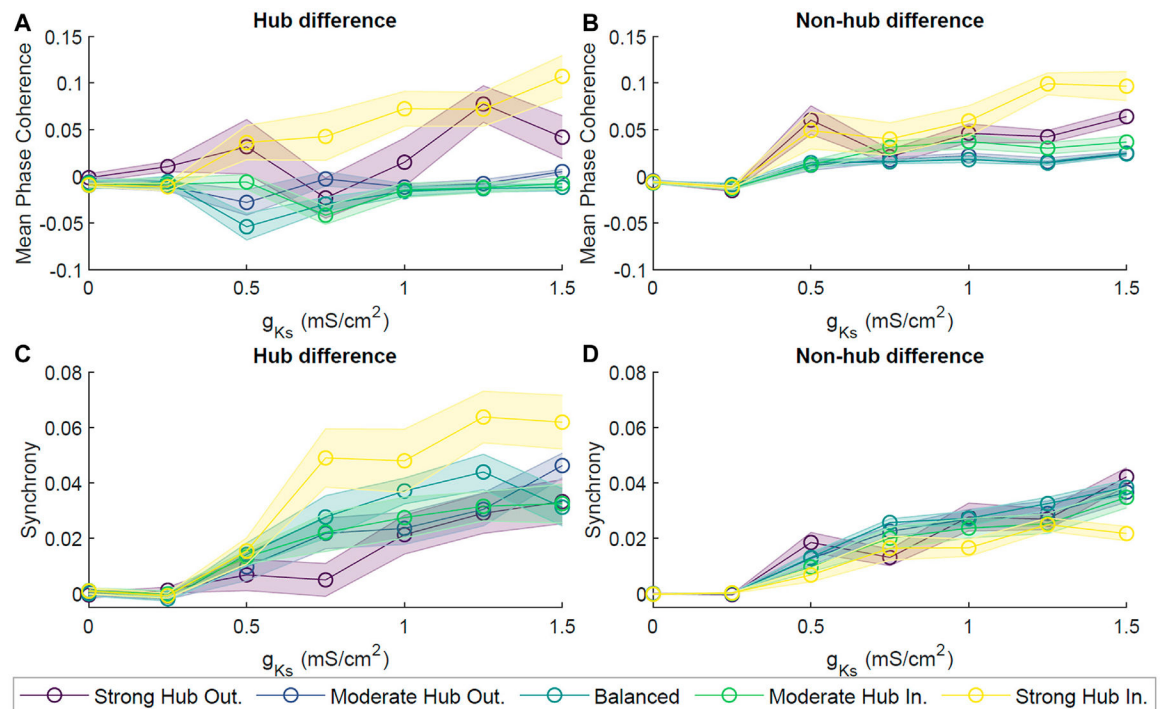 A
Hub difference
0.15
0.1
0.05
0
-0.05
-0.1
Mean Phase Coherence
0
0.5
1
1.5
gKs (mS/cm²)
B
Non-hub difference
0.15
0.1
0.05
0
-0.05
-0.1
Mean Phase Coherence
0
0.5
1
1.5
gKs (mS/cm²)
C
Hub difference
0.08
0.06
0.04
0.02
0
Synchrony
0
0.5
1
1.5
gKs (mS/cm²)
D
Non-hub difference
0.08
0.06
0.04
0.02
0
Synchrony
0
0.5
1
1.5
gKs (mS/cm²)
Strong Hub Out. Moderate Hub Out. Balanced Moderate Hub In. Strong Hub In.